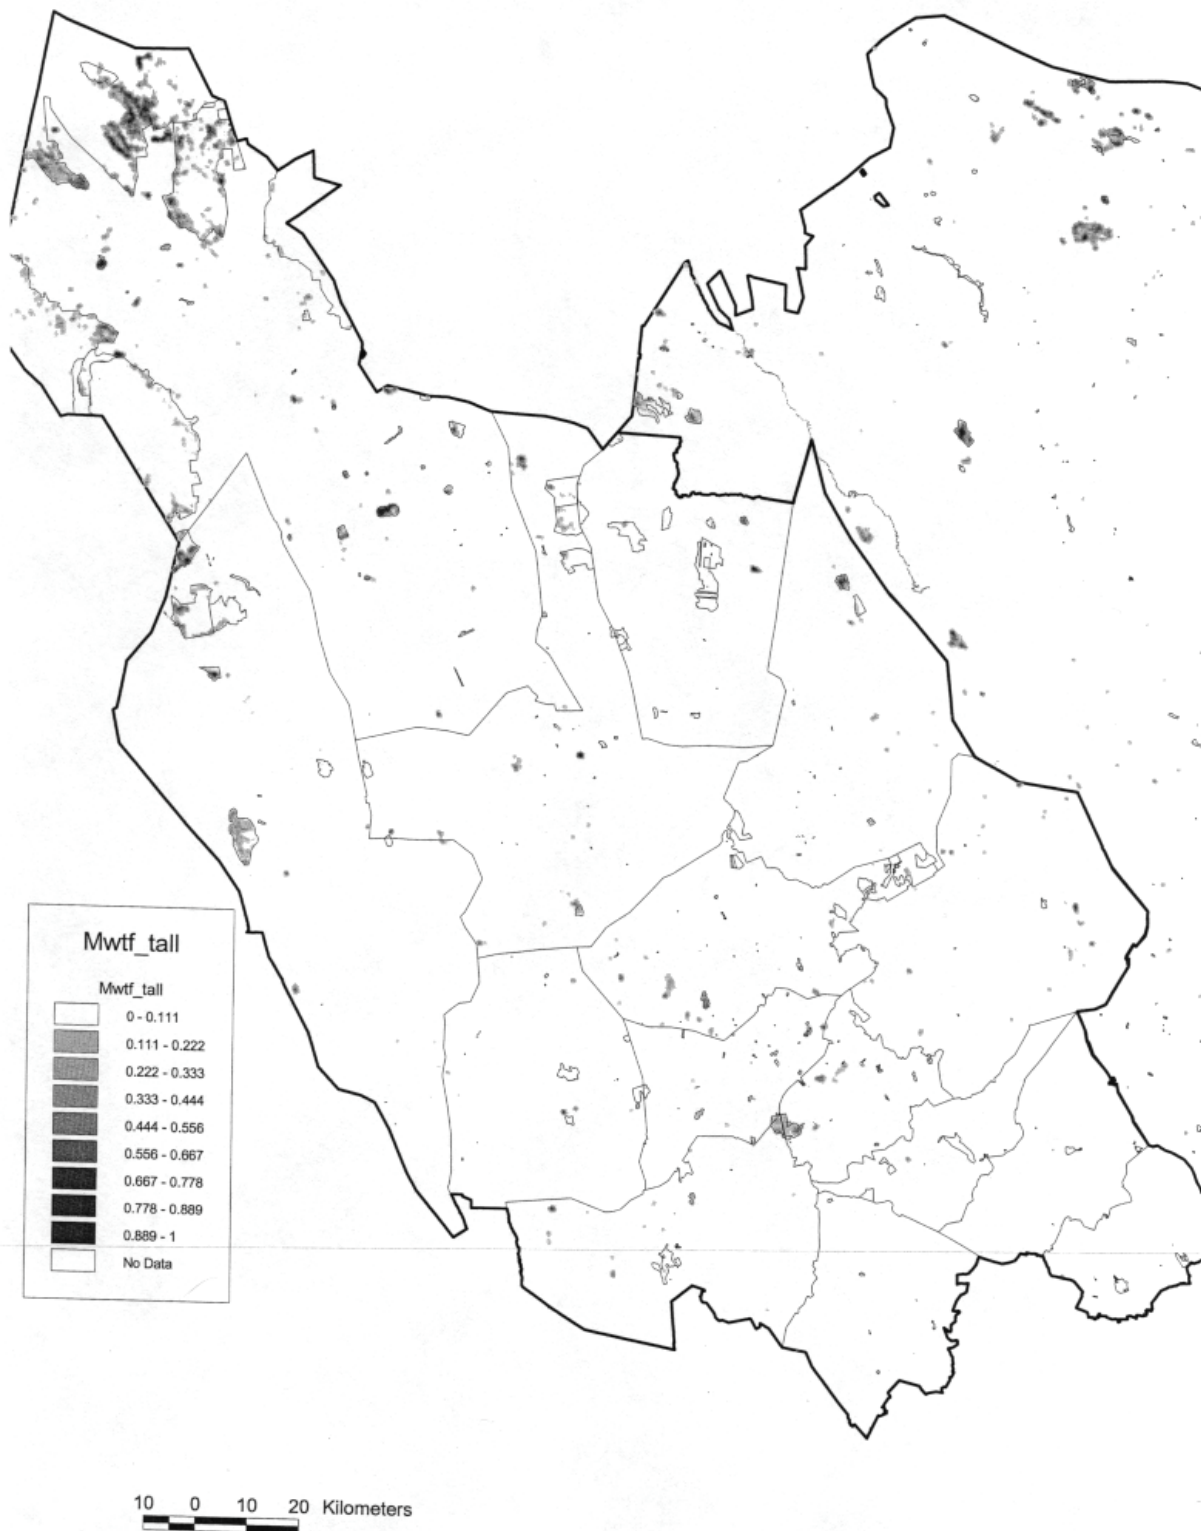 Mwtf_tall
Mwtf_tall
0 - 0.111
0.111 - 0.222
0.222 - 0.333
0.333 - 0.444
0.444 - 0.556
0.556 - 0.667
0.667 - 0.778
0.778 - 0.889
0.889 - 1
No Data
10 0 10 20 Kilometers